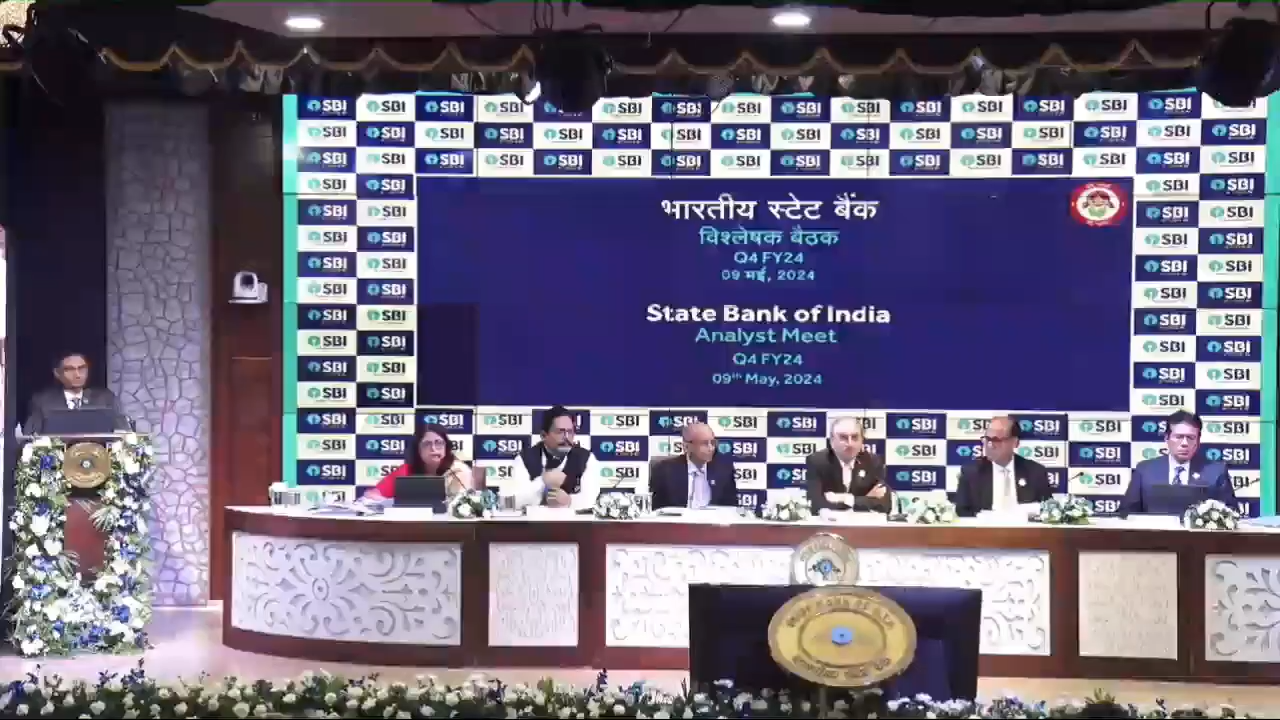 भारतीय स्टेट बैंक
विश्लेषक बैठक
Q4 FY24
09 मई, 2024
State Bank of India
Analyst Meet
Q4 FY24
09th May, 2024
SBI